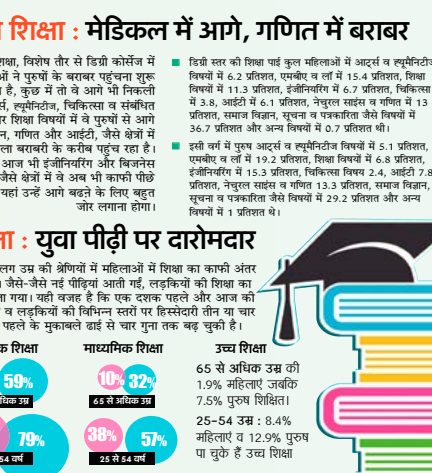 शिक्षा : मेडिकल में आगे, गणित में बराबर
शक्षा, विशेष तौर से डिग्री कोर्सेज में
ओं ने पुरुषों के बराबर पहुंचना शुरू
है, कुछ में तो वे आगे भी निकली
र्स, ह्यूमैनिटीज, चिकित्सा व संबंधित
र शिक्षा विषयों में वे पुरुषों से आगे
न, गणित और आईटी, जैसे क्षेत्रों में
ला बराबरी के करीब पहुंच रहा है।
आज भी इंजीनियरिंग और बिजनेस
जैसे क्षेत्रों में वे अब भी काफी पीछे
यहां उन्हें आगे बढने के लिए बहुत
जोर लगाना होगा।
डिग्री स्तर की शिक्षा पाई कुल महिलाओं में आर्ट्स व ह्यूमैनिटीज
विषयों में 6.2 प्रतिशत, एमबीए व लॉ में 15.4 प्रतिशत, शिक्षा
विषयों में 11.3 प्रतिशत, इंजीनियरिंग में 6.7 प्रतिशत, चिकित्सा
में 3.8, आईटी में 6.1 प्रतिशत, नेचुरल साइंस व गणित में 13
प्रतिशत, समाज विज्ञान, सूचना व पत्रकारिता जैसे विषयों में
36.7 प्रतिशत और अन्य विषयों में 0.7 प्रतिशत थी।
इसी वर्ग में पुरुष आर्ट्स व ह्यूमैनिटीज विषयों में 5.1 प्रतिशत,
एमबीए व लॉ में 19.2 प्रतिशत, शिक्षा विषयों में 6.8 प्रतिशत,
इंजीनियरिंग में 15.3 प्रतिशत, चिकित्सा विषय 2.4, आईटी 7.8
प्रतिशत, नेचुरल साइंस व गणित 13.3 प्रतिशत, समाज विज्ञान,
सूचना व पत्रकारिता जैसे विषयों में 29.2 प्रतिशत और अन्य
विषयों में 1 प्रतिशत थे।
: युवा पीढ़ी पर दारोमदार
लग उम्र की श्रेणियों में महिलाओं में शिक्षा का काफी अंतर
जैसे-जैसे नई पीढ़ियां आती गईं, लड़कियों की शिक्षा का
गया। यही वजह है कि एक दशक पहले और आज की
व लड़कियों की विभिन्न स्तरों पर हिस्सेदारी तीन या चार
पहले के मुकाबले ढाई से चार गुना तक बढ़ चुकी है।
क शिक्षा
59%
धिक उम्र
79%
54 वर्ष
माध्यमिक शिक्षा
10% 32%
65 से अधिक उम्र
38% 57%
25 से 54 वर्ष
उच्च शिक्षा
65 से अधिक उम्र की
1.9% महिलाएं जबकि
7.5% पुरुष शिक्षित।
25-54 उम्र : 8.4%
महिलाएं व 12.9% पुरुष
पा चुके हैं उच्च शिक्षा